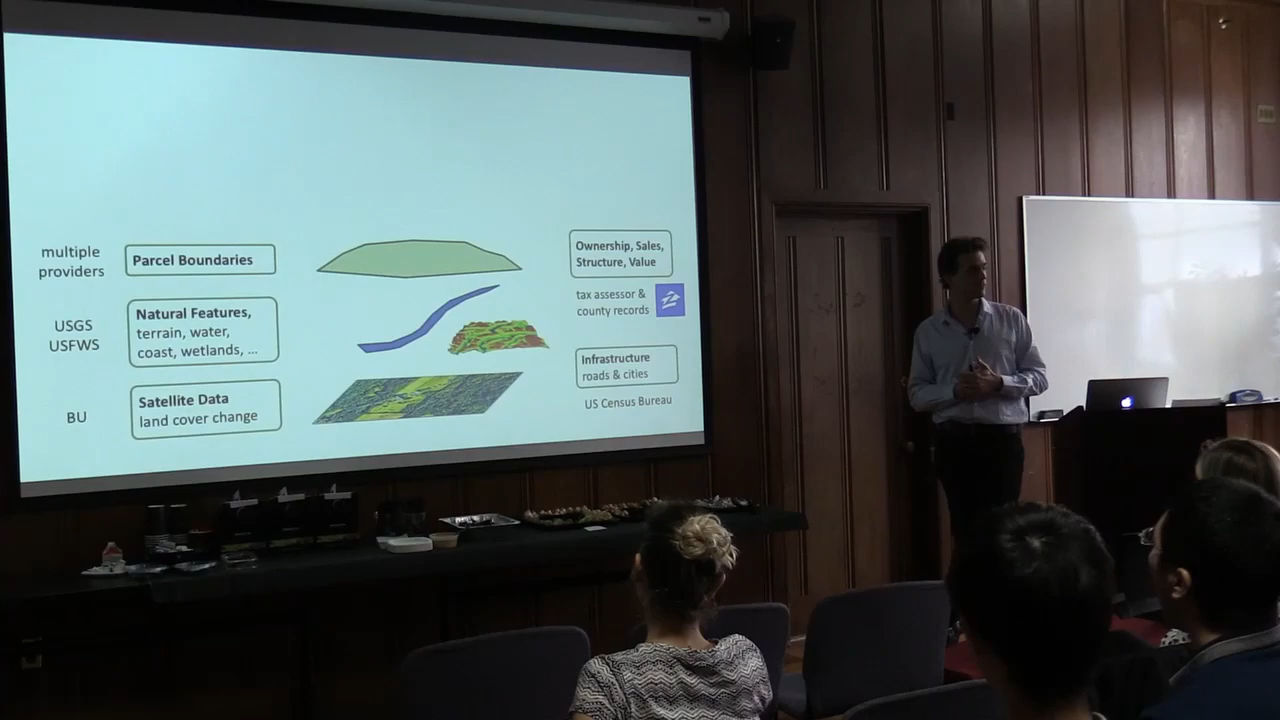 multiple
providers
Parcel Boundaries
Ownership, Sales,
Structure, Value
tax assessor &
county records
USGS
USFWS
Natural Features,
terrain, water,
coast, wetlands, ...
Infrastructure
roads & cities
US Census Bureau
BU
Satellite Data
land cover change